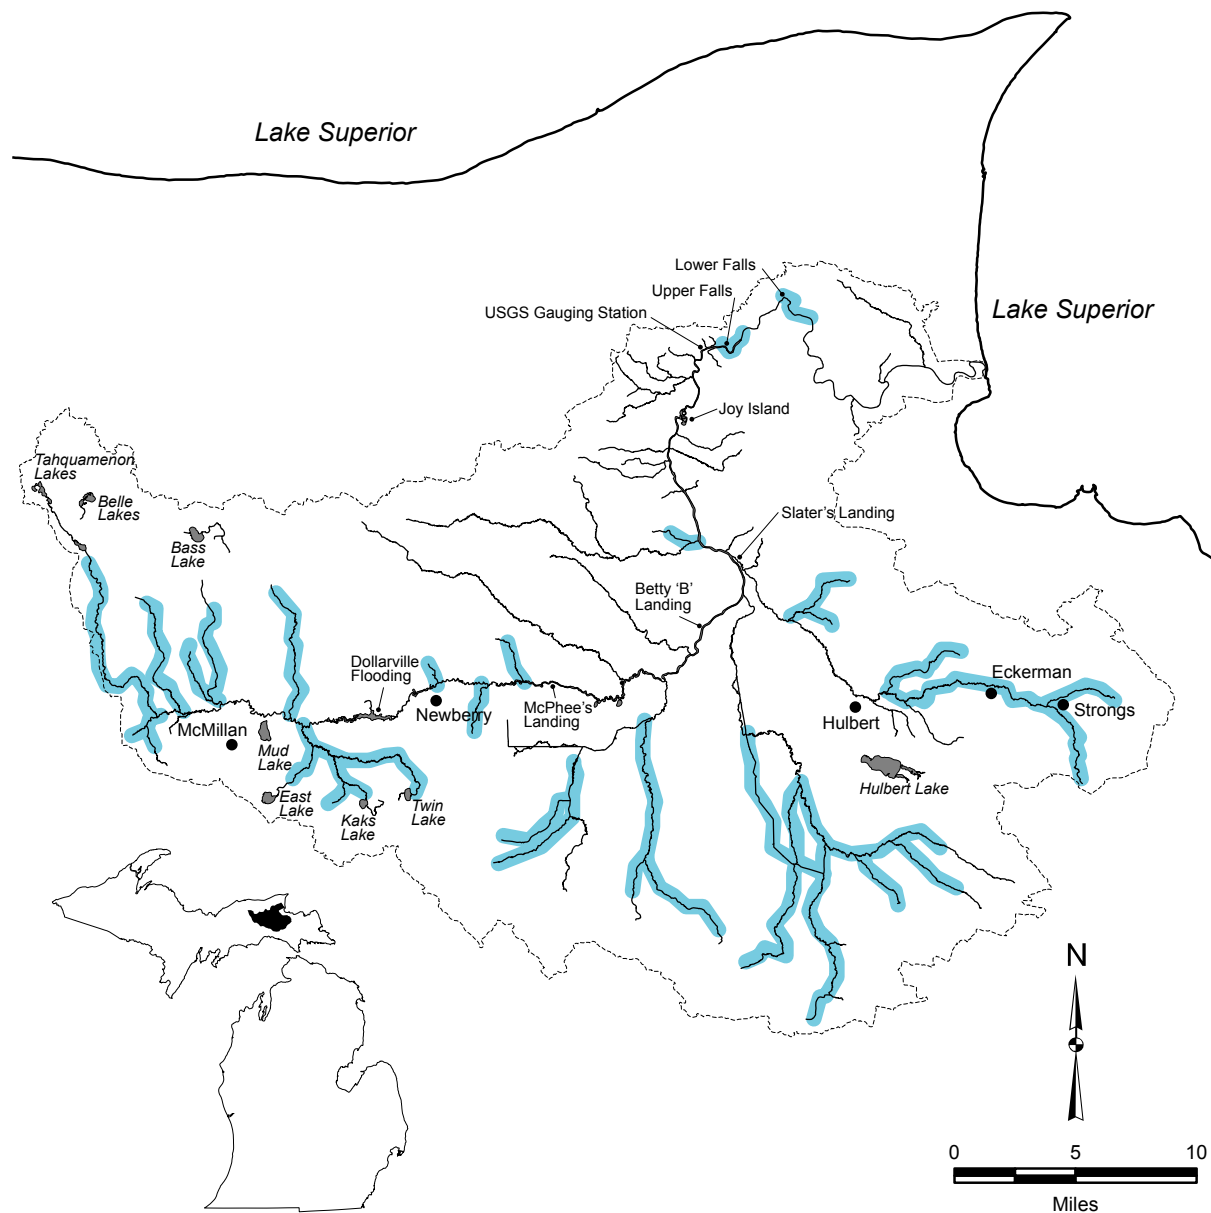 Lake Superior
Lower Falls
Upper Falls
USGS Gauging Station
Lake Superior
Joy Island
Tahquamenon
Lakes
Belle
Lakes
Bass
Lake
Slater's Landing
Betty 'B'
Landing
Dollarville
Flooding
Newberry
McPhee's
Landing
McMillan
Mud
Lake
East
Lake
Kaks
Lake
Twin
Lake
Hulbert
Eckerman
Strongs
Hulbert Lake
N
0 5 10
Miles